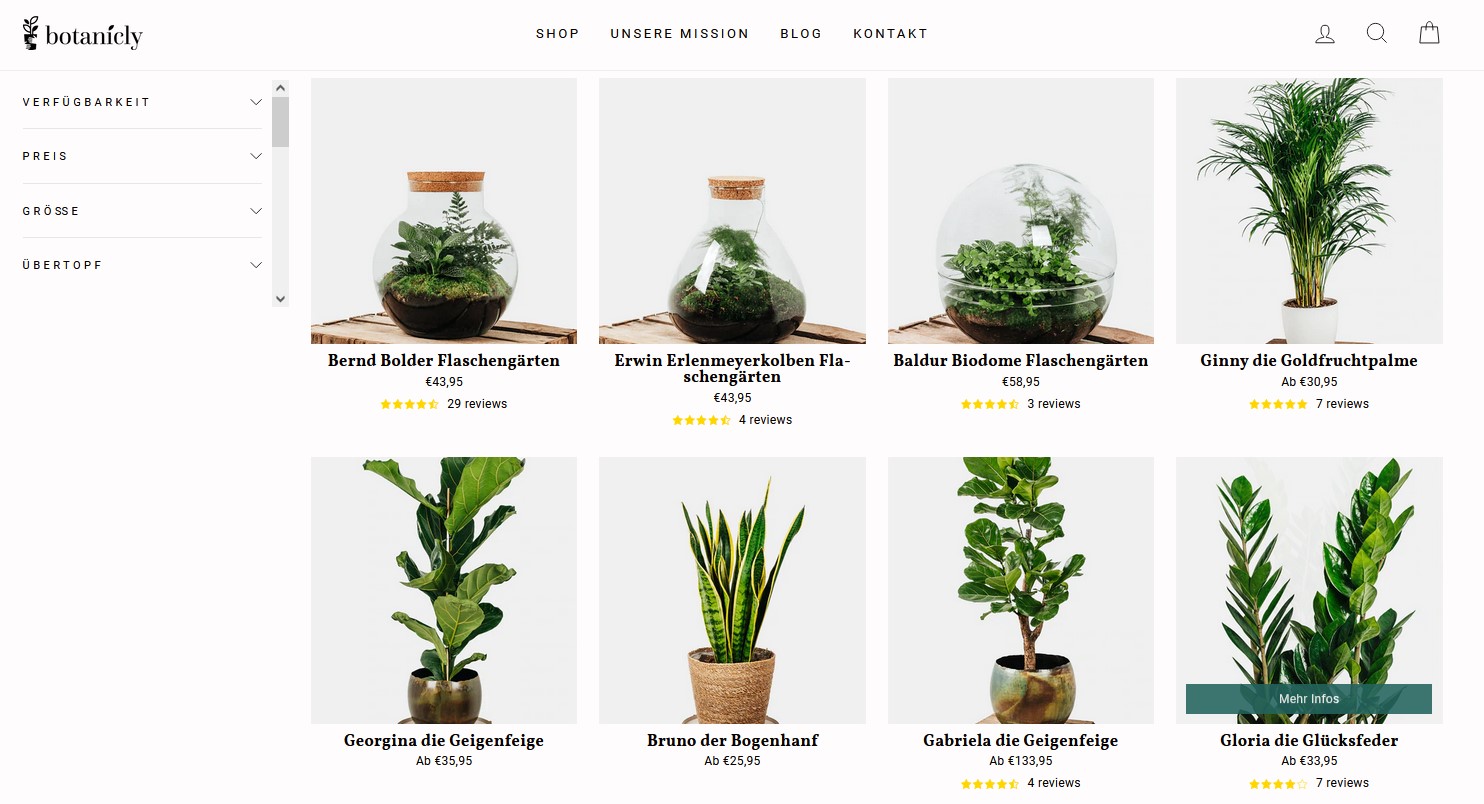 botanicly
SHOP UNSERE MISSION BLOG KONTAKT
VERFÜGBARKEIT
PREIS
GRÖSSE
ÜBERTOPF
Bernd Bolder Flaschengärten
€43,95
29 reviews
Erwin Erlenmeyerkolben Fla-
schengärten
€43,95
4 reviews
Baldur Biodome Flaschengärten
€58,95
3 reviews
Ginny die Goldfruchtpalme
Ab €30,95
7 reviews
Georgina die Geigenfeige
Ab €35,95
Bruno der Bogenhanf
Ab €25,95
Gabriela die Geigenfeige
Ab €133,95
4 reviews
Mehr Infos
Gloria die Glücksfeder
Ab €33,95
7 reviews